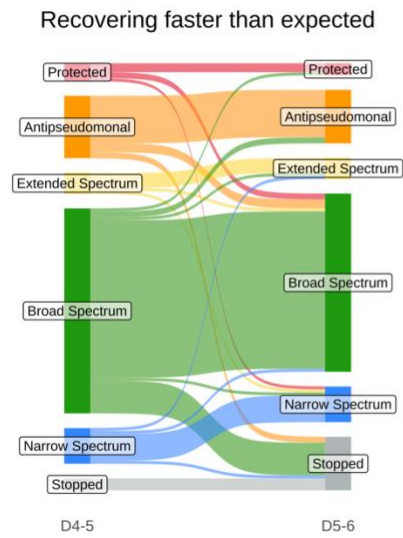 Recovering faster than expected
Protected
Protected
Antipseudomonal
Antipseudomonal
Extended Spectrum
Extended Spectrum
Broad Spectrum
Broad Spectrum
Narrow Spectrum
Narrow Spectrum
Stopped
Stopped
D4-5
D5-6